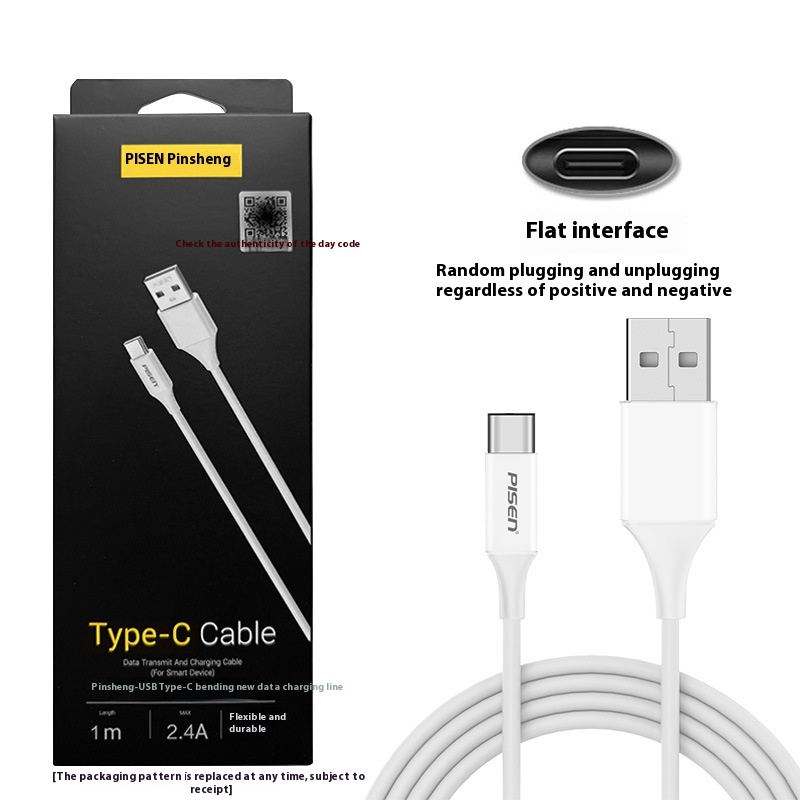 PISEN Pinsheng
Check the authenticity of the day code
PISEN
Type-C Cable
Data Transmit And Charging Cable
(For Smart Device)
Pinsheng-USB Type-C bending new data charging line
Length
1m
MAX
2.4A
Flexible and
durable
[The packaging pattern is replaced at any time, subject to
receipt]
Flat interface
Random plugging and unplugging
regardless of positive and negative
PISEN